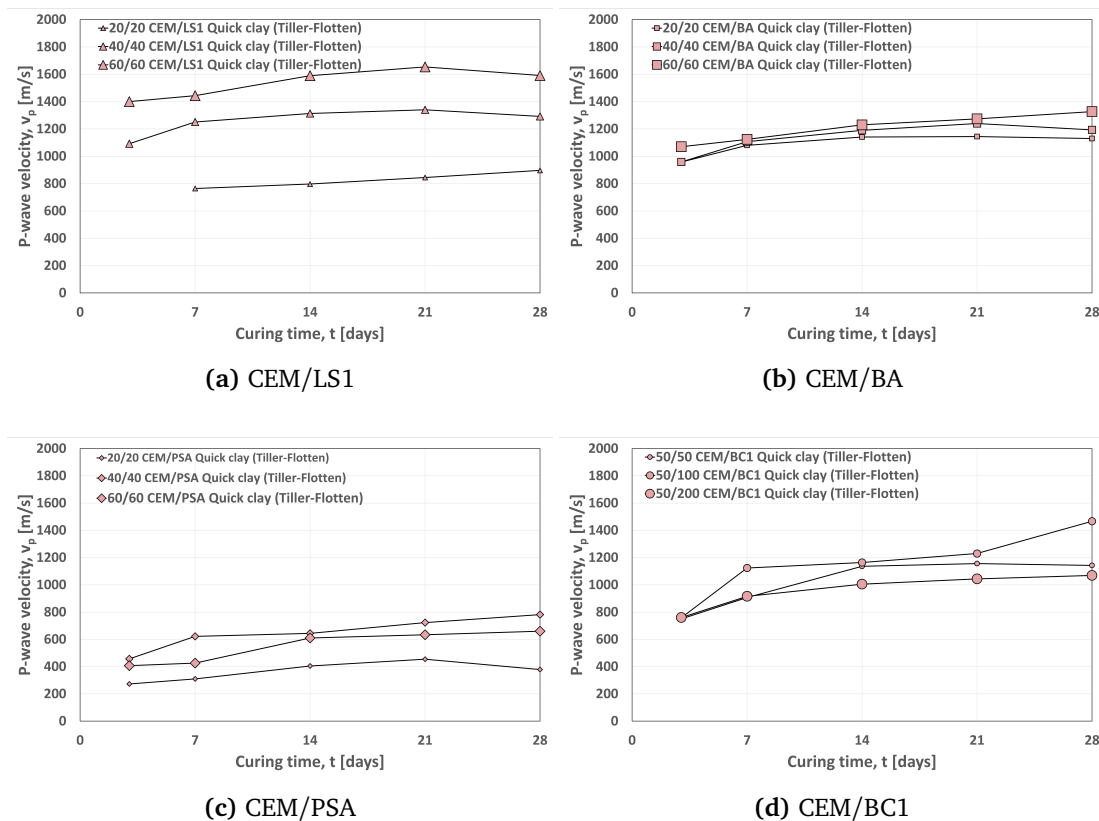 2000
1800
1600
1400
1200
1000
800
600
400
200
0
P-wave velocity, vₚ [m/s]
20/20 CEM/LS1 Quick clay (Tiller-Flotten)
40/40 CEM/LS1 Quick clay (Tiller-Flotten)
60/60 CEM/LS1 Quick clay (Tiller-Flotten)
0 7 14 21 28
Curing time, t [days]
(a) CEM/LS1
2000
1800
1600
1400
1200
1000
800
600
400
200
0
P-wave velocity, vₚ [m/s]
20/20 CEM/BA Quick clay (Tiller-Flotten)
40/40 CEM/BA Quick clay (Tiller-Flotten)
60/60 CEM/BA Quick clay (Tiller-Flotten)
0 7 14 21 28
Curing time, t [days]
(b) CEM/BA
2000
1800
1600
1400
1200
1000
800
600
400
200
0
P-wave velocity, vₚ [m/s]
20/20 CEM/PSA Quick clay (Tiller-Flotten)
40/40 CEM/PSA Quick clay (Tiller-Flotten)
60/60 CEM/PSA Quick clay (Tiller-Flotten)
0 7 14 21 28
Curing time, t [days]
(c) CEM/PSA
2000
1800
1600
1400
1200
1000
800
600
400
200
0
P-wave velocity, vₚ [m/s]
50/50 CEM/BC1 Quick clay (Tiller-Flotten)
50/100 CEM/BC1 Quick clay (Tiller-Flotten)
50/200 CEM/BC1 Quick clay (Tiller-Flotten)
0 7 14 21 28
Curing time, t [days]
(d) CEM/BC1